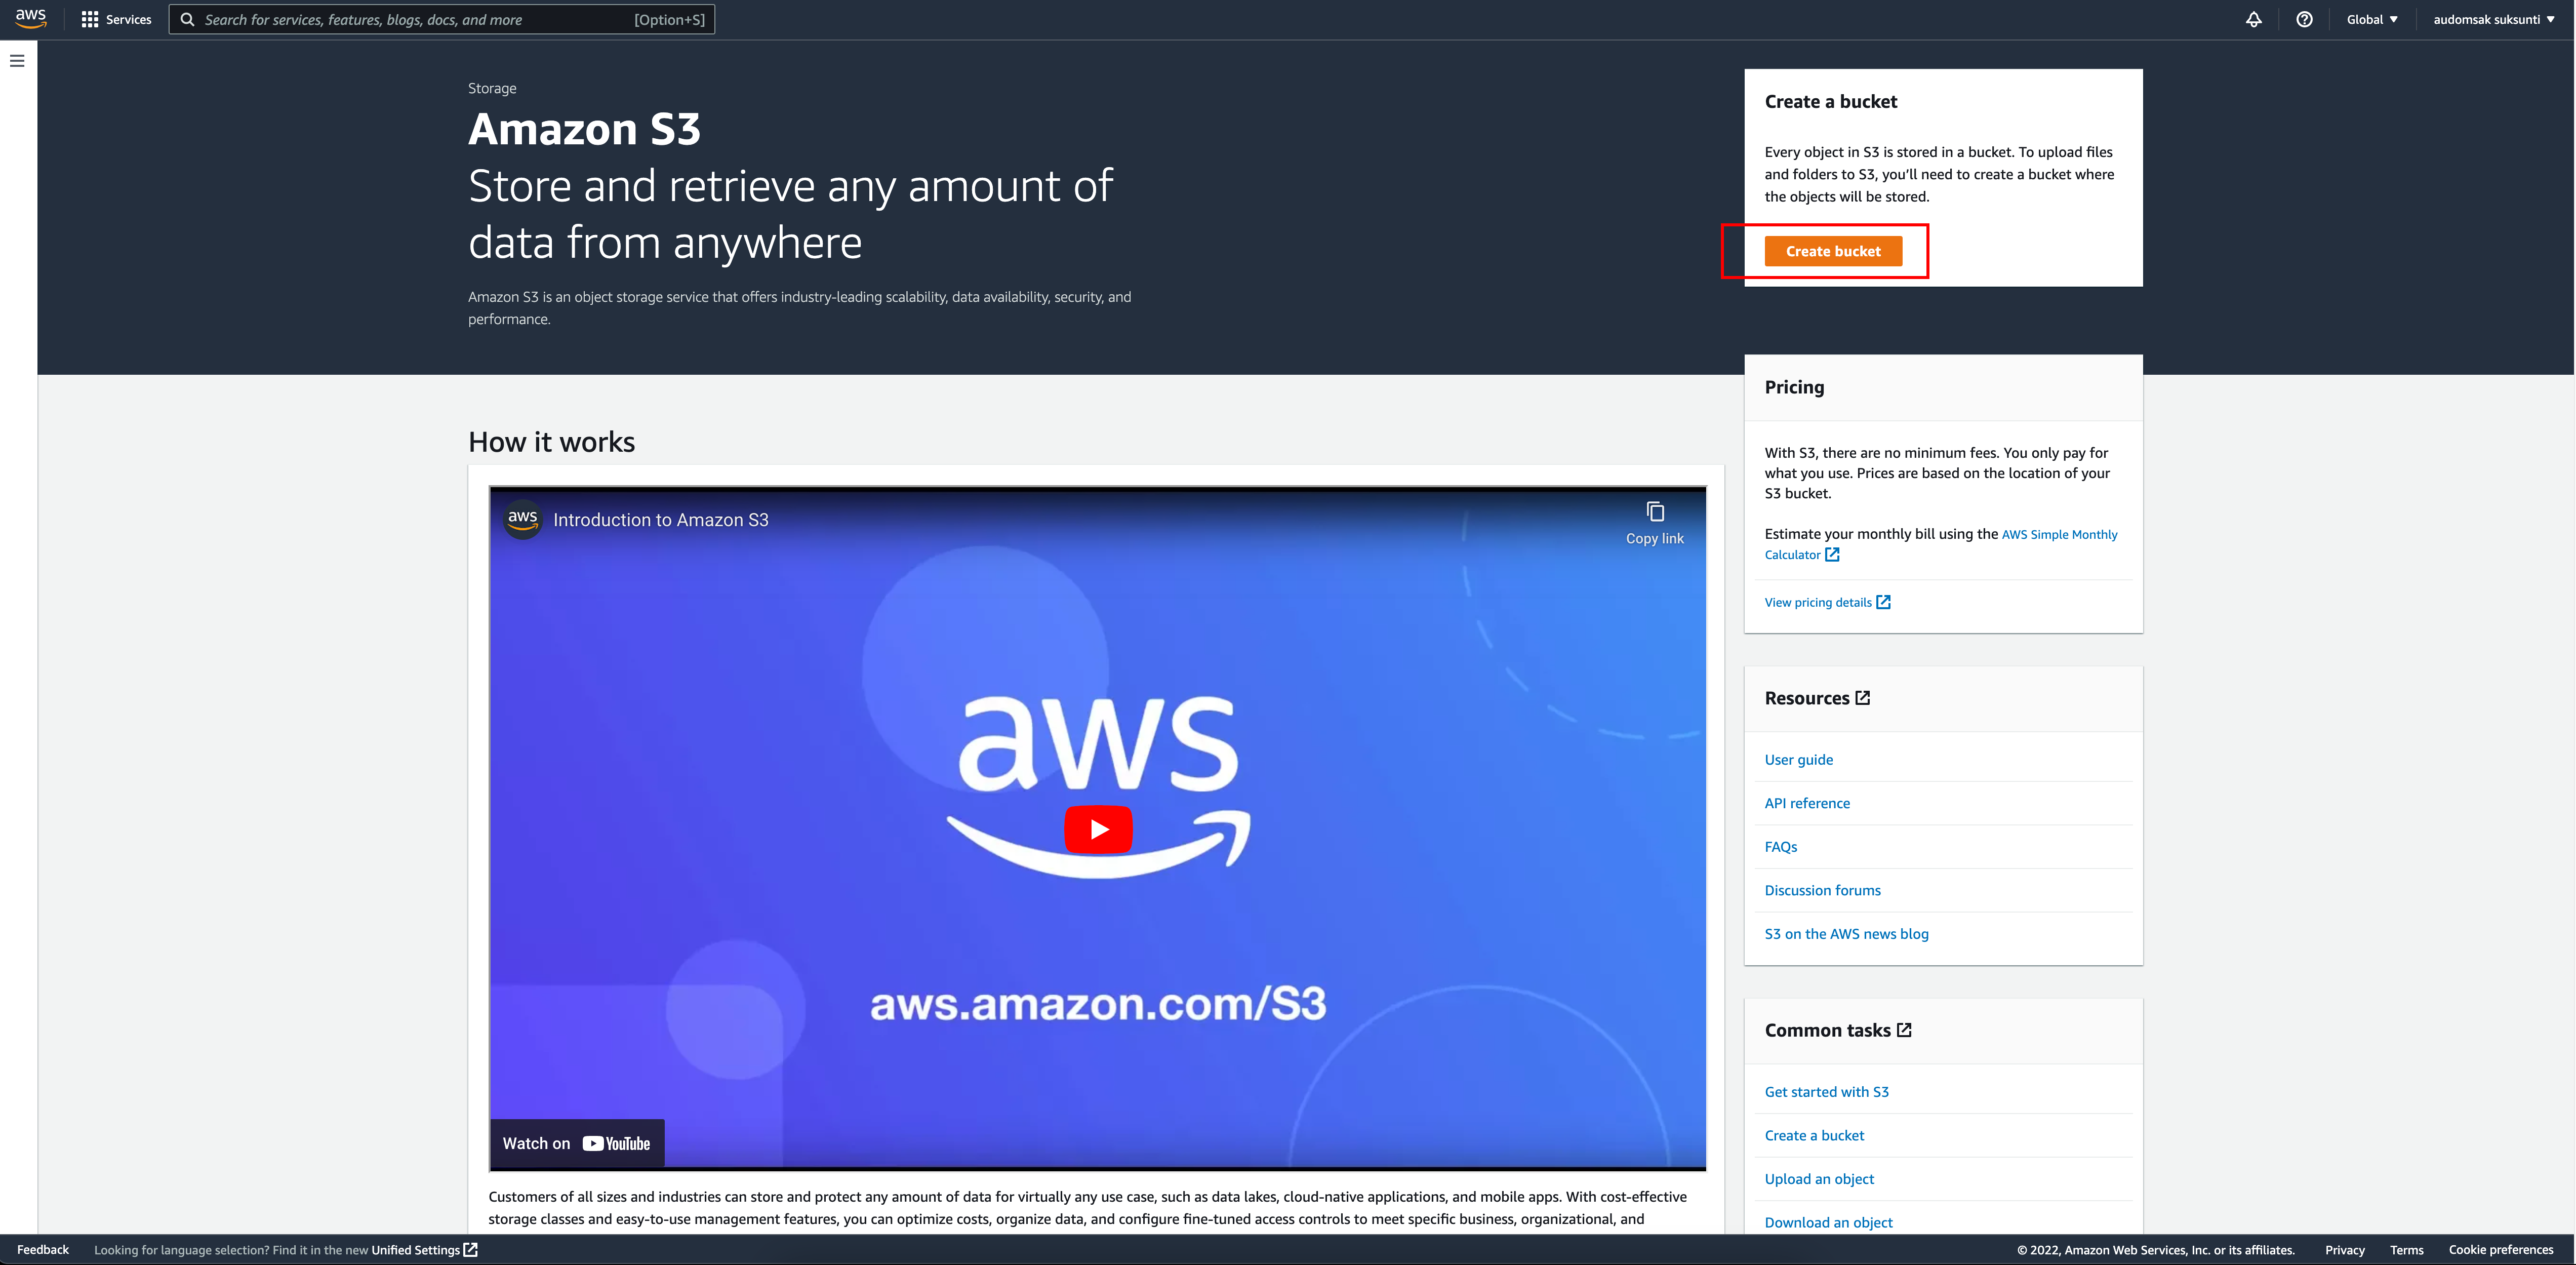 aws
Services
Search for services, features, blogs, docs, and more
[Option+S]
Global
audomsak suksunti
Storage
Amazon S3
Store and retrieve any amount of
data from anywhere
Amazon S3 is an object storage service that offers industry-leading scalability, data availability, security, and
performance.
Create a bucket
Every object in S3 is stored in a bucket. To upload files
and folders to S3, you’ll need to create a bucket where
the objects will be stored.
Create bucket
How it works
aws
Introduction to Amazon S3
Copy link
aws
aws.amazon.com/S3
Watch on YouTube
Customers of all sizes and industries can store and protect any amount of data for virtually any use case, such as data lakes, cloud-native applications, and mobile apps. With cost-effective
storage classes and easy-to-use management features, you can optimize costs, organize data, and configure fine-tuned access controls to meet specific business, organizational, and
Pricing
With S3, there are no minimum fees. You only pay for
what you use. Prices are based on the location of your
S3 bucket.
Estimate your monthly bill using the AWS Simple Monthly
Calculator
View pricing details
Resources
User guide
API reference
FAQs
Discussion forums
S3 on the AWS news blog
Common tasks
Get started with S3
Create a bucket
Upload an object
Download an object
Feedback
Looking for language selection? Find it in the new Unified Settings
© 2022, Amazon Web Services, Inc. or its affiliates.
Privacy
Terms
Cookie preferences